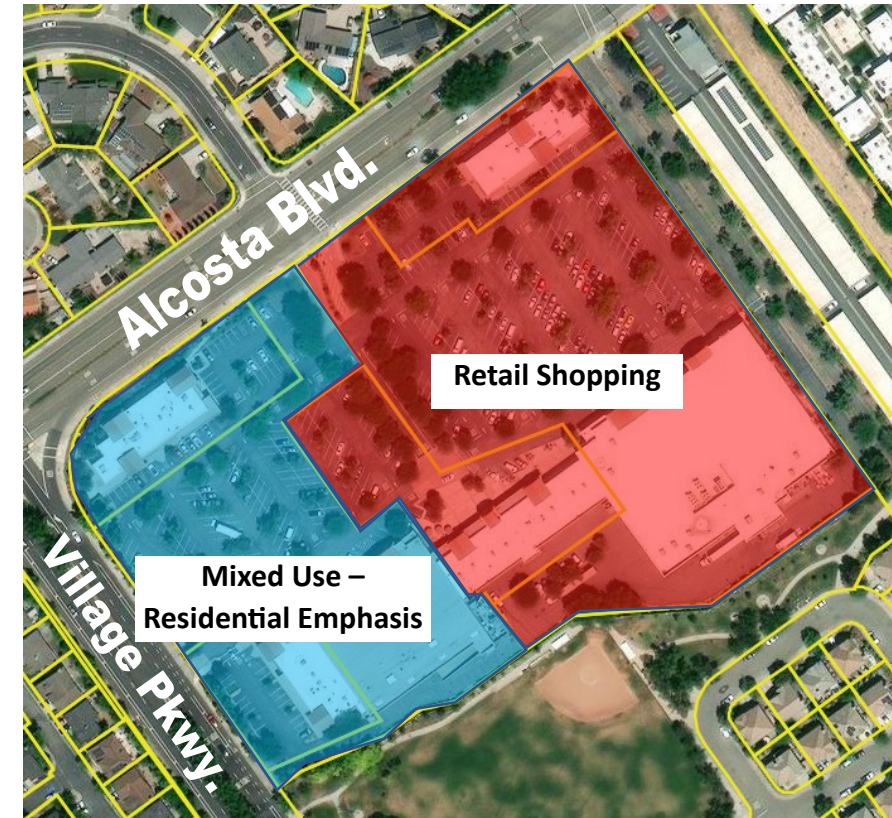 Alcosta Blvd.
Retail Shopping
Mixed Use –
Residential Emphasis
Village Pkwy.